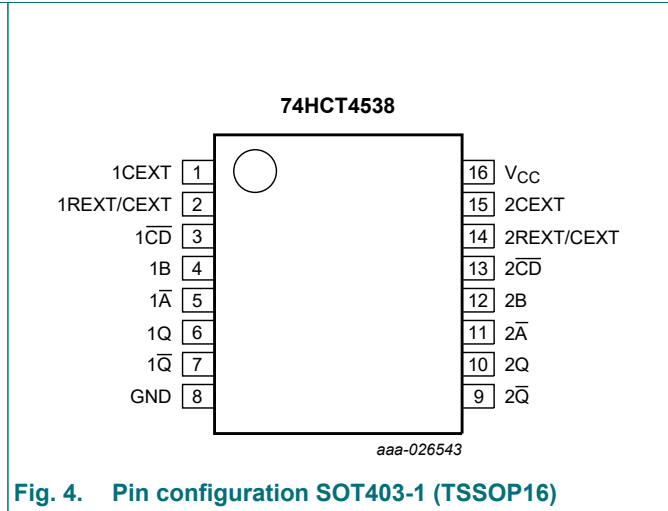 74HCT4538
1CEXT 1
1REXT/CEXT 2
1C̅D̅ 3
1B 4
1A̅ 5
1Q 6
1Q̅ 7
GND 8
16 VCC
15 2CEXT
14 2REXT/CEXT
13 2C̅D̅
12 2B
11 2A̅
10 2Q
9 2Q̅
aaa-026543
Fig. 4. Pin configuration SOT403-1 (TSSOP16)